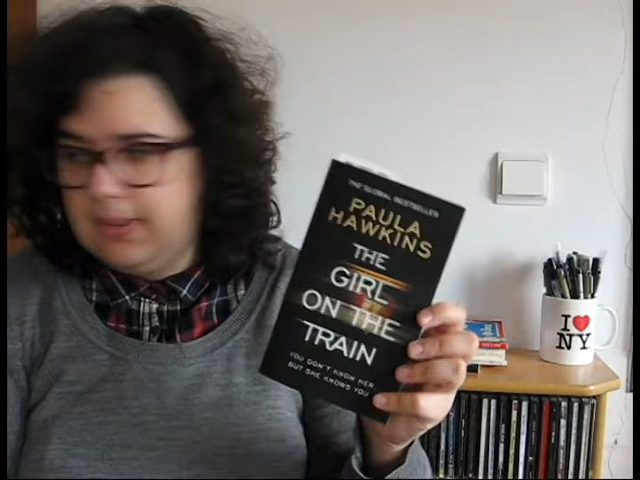 THE GLOBAL BESTSELLER
PAULA
HAWKINS
THE
GIRL
ON THE
TRAIN
YOU DON'T KNOW HER
BUT SHE KNOWS YOU
I
NY